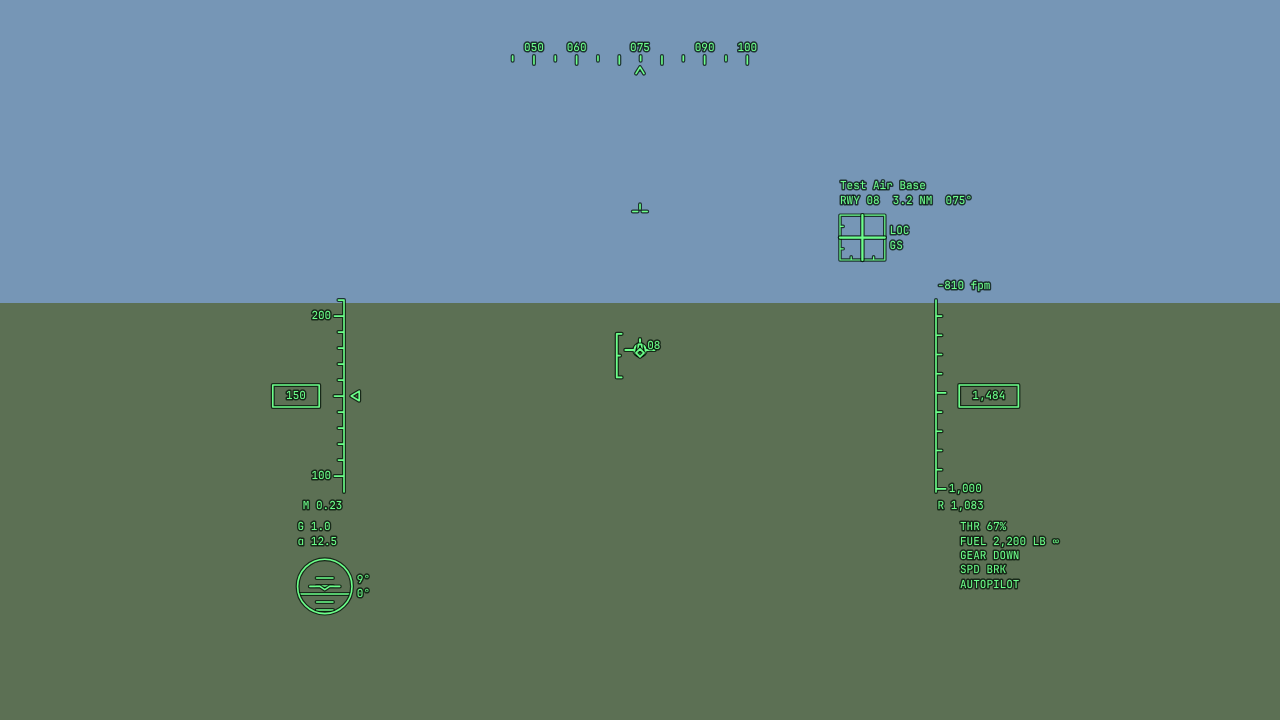 050 060 075 090 100
Test Air Base
RWY 08 3.2 NM 075°
LOC
GS
-810 fpm
200
08
150
1,484
100
1,000
M 0.23
R 1,083
G 1.0
α 12.5
THR 67%
FUEL 2,200 LB ∞
GEAR DOWN
SPD BRK
AUTOPILOT
9°
0°